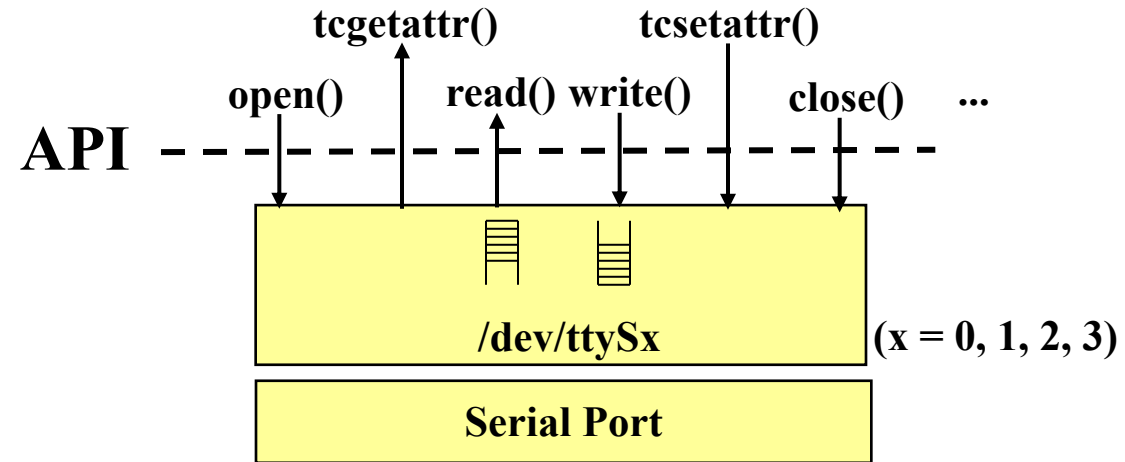 tcgetattr() tcsetattr()
open() read() write() close() ...
API
/dev/ttySx (x = 0, 1, 2, 3)
Serial Port